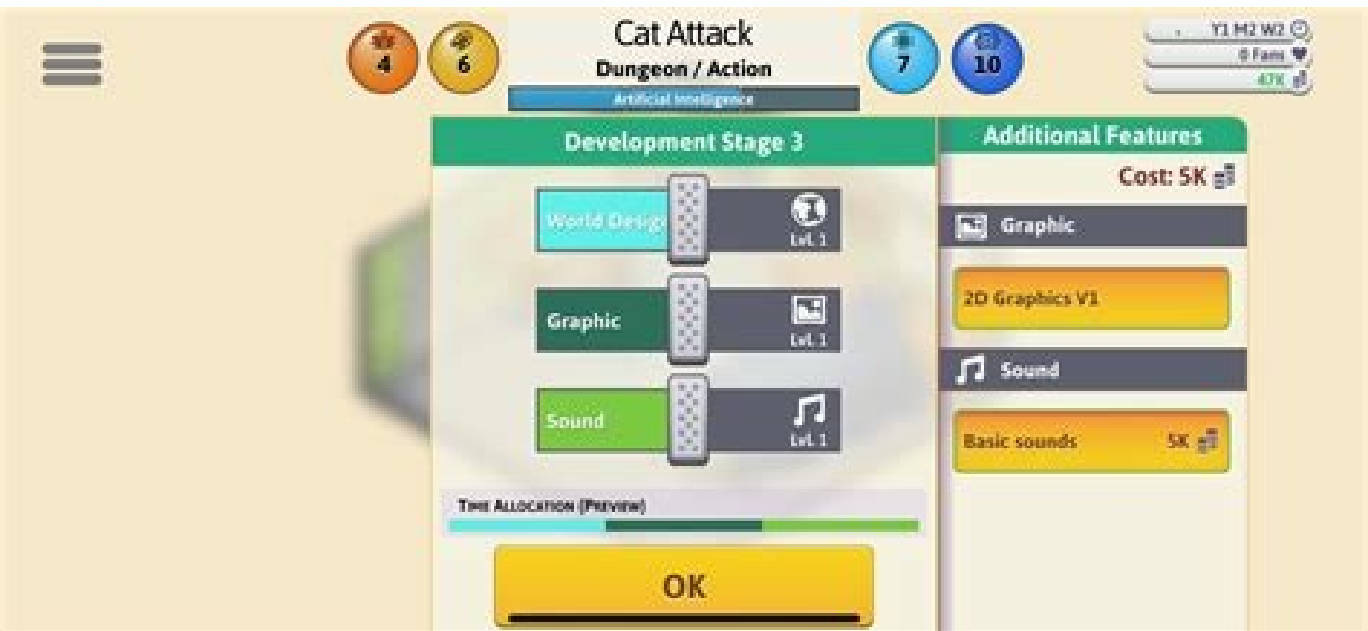 4
6
Cat Attack
Dungeon / Action
Artificial Intelligence
7
10
Y1 M2 W2
0 Fans
47K
Development Stage 3
World Design
Lvl. 1
Graphic
Lvl. 1
Sound
Lvl. 1
Time Allocation (Preview)
OK
Additional Features
Cost: 5K
Graphic
2D Graphics V1
Sound
Basic sounds 5K